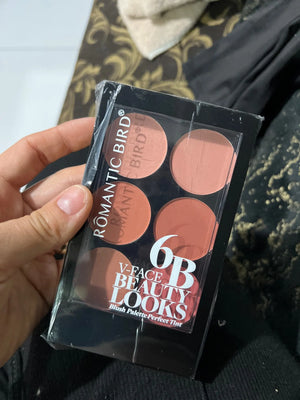 ROMANTIC BIRD®
ROMANTIC BIRD®
6B
V-FACE
BEAUTY
LOOKS
Blush Palette Perfect Tint